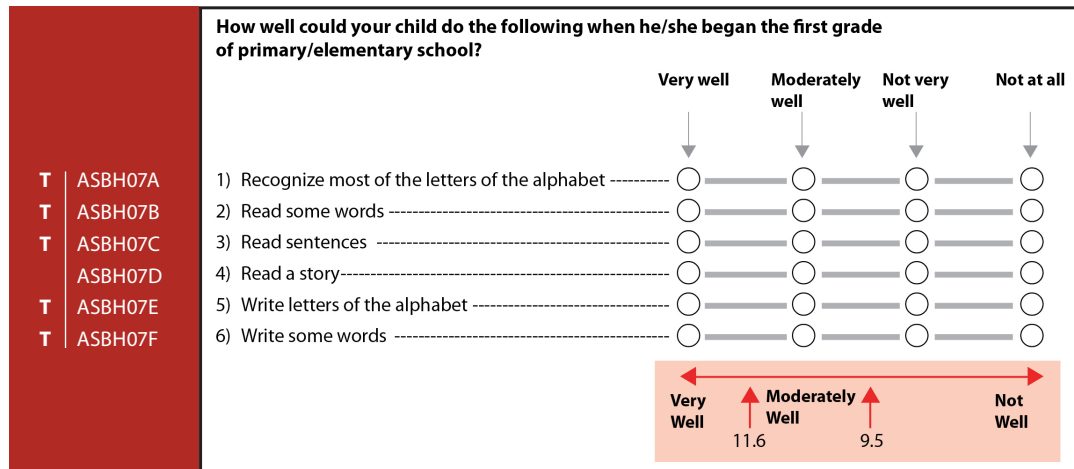 How well could your child do the following when he/she began the first grade
of primary/elementary school?
Very well Moderately well Not very well Not at all
T ASBH07A 1) Recognize most of the letters of the alphabet
T ASBH07B 2) Read some words
T ASBH07C 3) Read sentences
ASBH07D 4) Read a story
T ASBH07E 5) Write letters of the alphabet
T ASBH07F 6) Write some words
Very Well Moderately Well Not Well
11.6 9.5